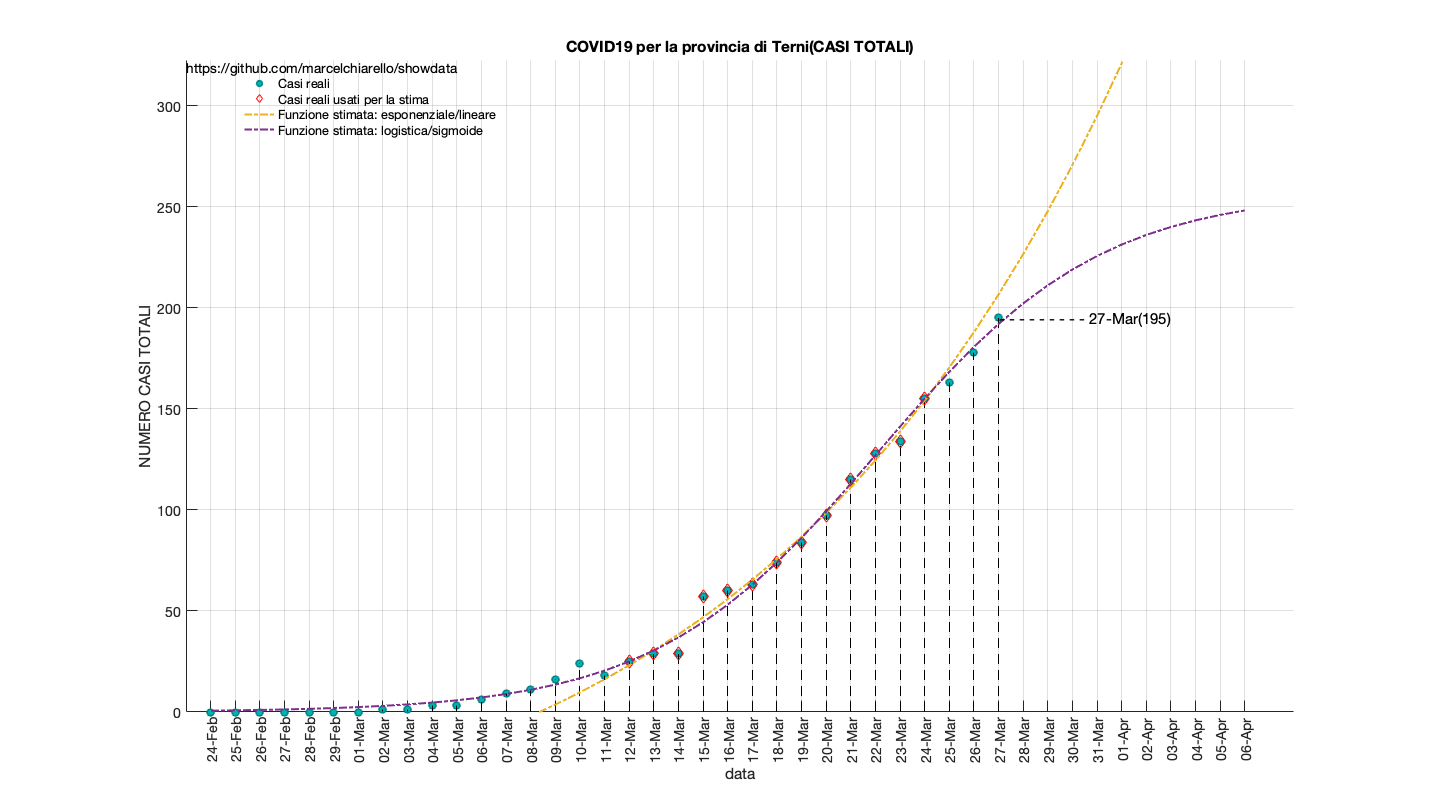 COVID19 per la provincia di Terni(CASI TOTALI)
https://github.com/marcelchiarello/showdata
Casi reali
Casi reali usati per la stima
Funzione stimata: esponenziale/lineare
Funzione stimata: logistica/sigmoide
300
250
200
150
100
50
0
NUMERO CASI TOTALI
27-Mar(195)
24-Feb
25-Feb
26-Feb
27-Feb
28-Feb
29-Feb
01-Mar
02-Mar
03-Mar
04-Mar
05-Mar
06-Mar
07-Mar
08-Mar
09-Mar
10-Mar
11-Mar
12-Mar
13-Mar
14-Mar
15-Mar
16-Mar
17-Mar
18-Mar
19-Mar
20-Mar
21-Mar
22-Mar
23-Mar
24-Mar
25-Mar
26-Mar
27-Mar
28-Mar
29-Mar
30-Mar
31-Mar
01-Apr
02-Apr
03-Apr
04-Apr
05-Apr
06-Apr
data